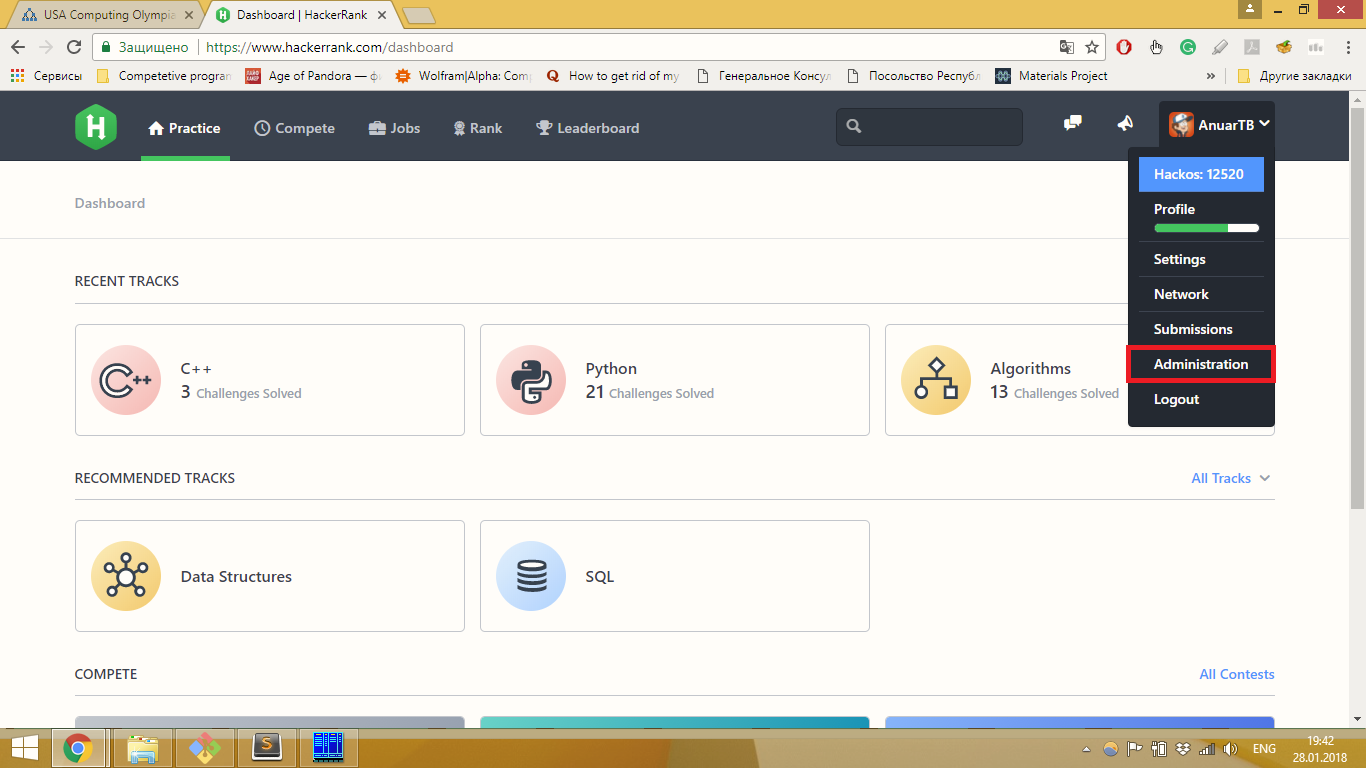 USA Computing Olympia
Dashboard | HackerRank
Защищено
https://www.hackerrank.com/dashboard
Сервисы
Competetive progran
Age of Pandora — ф
Wolfram|Alpha: Com
How to get rid of my
Генеральное Консул
Посольство Республ
Materials Project
»
Другие закладки
Practice
Compete
Jobs
Rank
Leaderboard
AnuarTB
Hackos: 12520
Profile
Settings
Network
Submissions
Administration
Logout
Dashboard
RECENT TRACKS
C++
3 Challenges Solved
Python
21 Challenges Solved
Algorithms
13 Challenges Solved
RECOMMENDED TRACKS
All Tracks
Data Structures
SQL
COMPETE
All Contests
ENG
19:42
28.01.2018